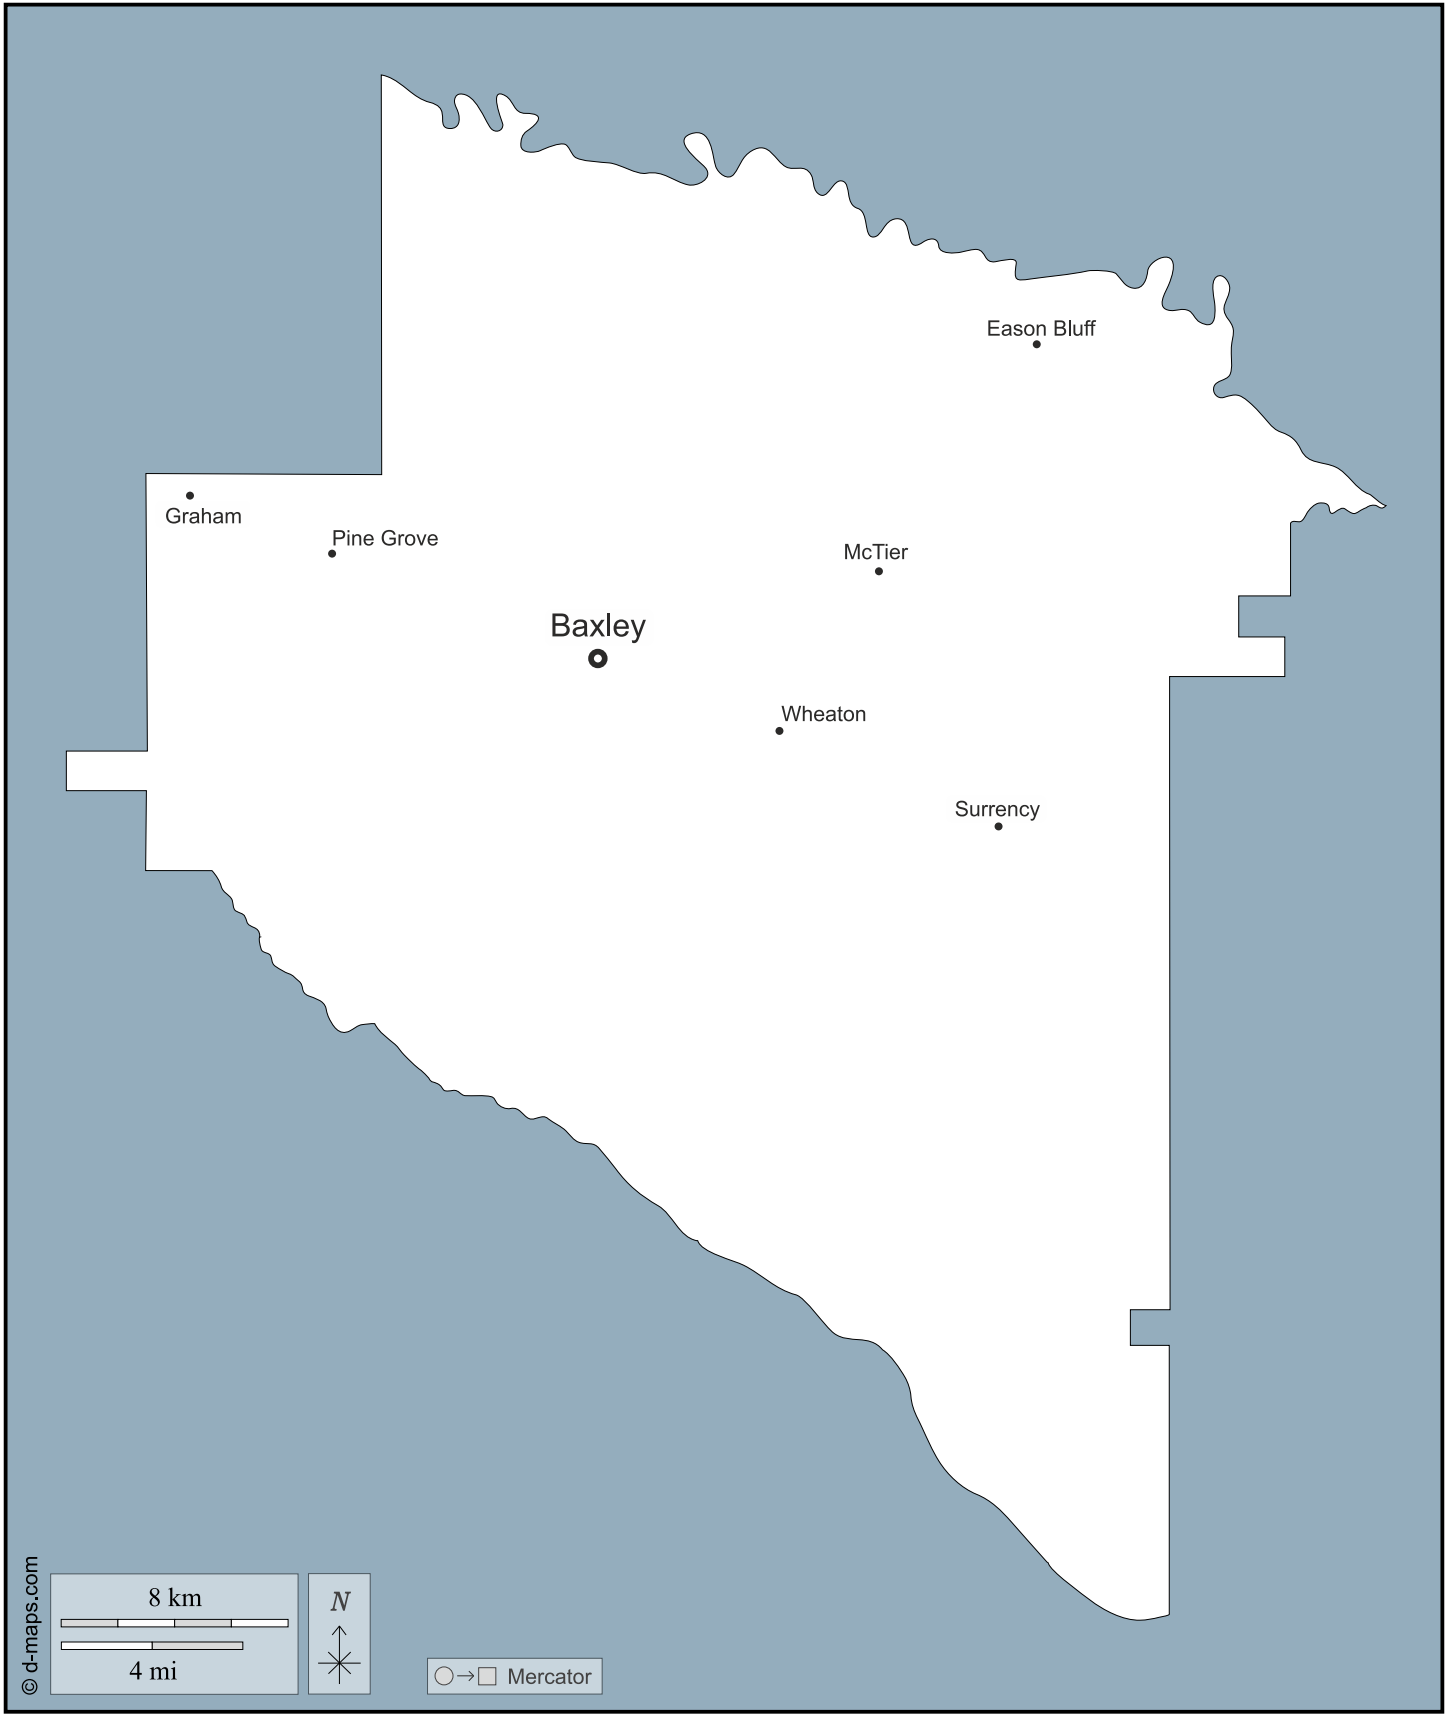 Eason Bluff
Graham
Pine Grove
McTier
Baxley
Wheaton
Surrency
© d-maps.com
8 km
4 mi
N
Mercator